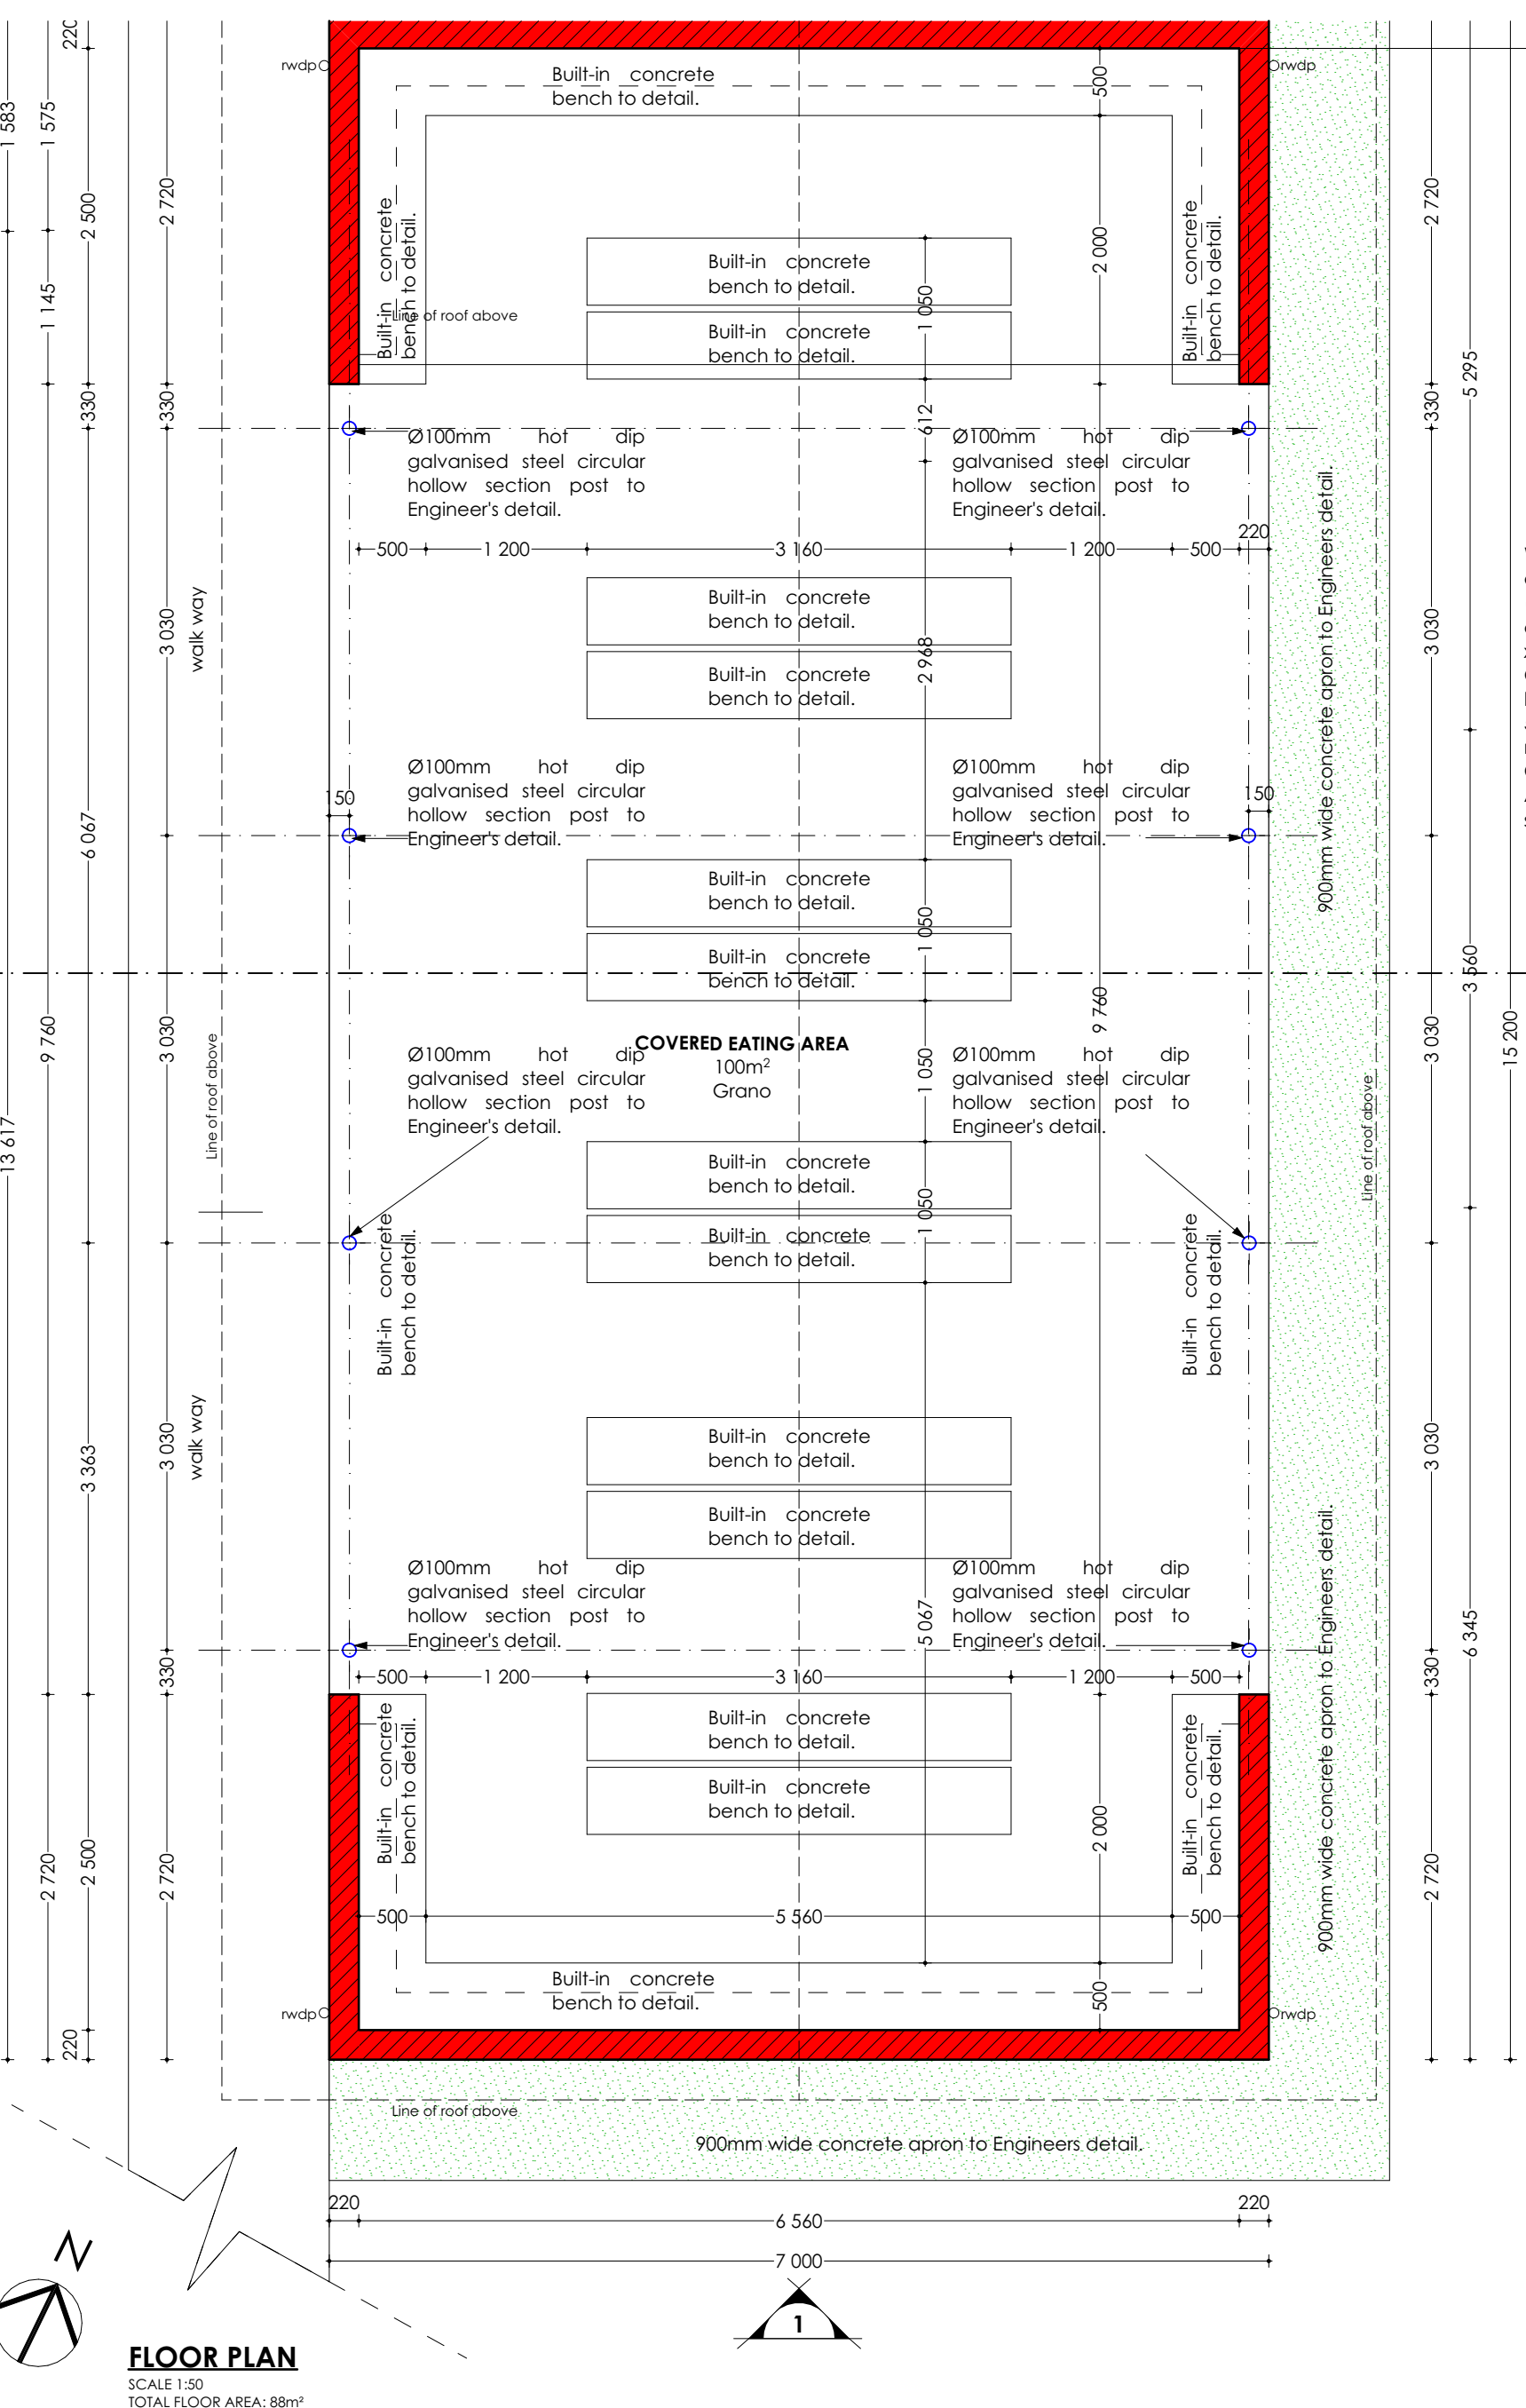 220
1 583
1 575
2 500
2 720
rwdp
Built-in concrete
bench to detail.
500
rwdp
2 720
Built-in concrete
bench to detail.
2 000
Built-in concrete
bench to detail.
Built-in concrete
bench to detail.
1 145
Line of roof above
Built-in concrete
bench to detail.
1 050
5 295
330
330
612
330
Ø100mm hot dip
galvanised steel circular
hollow section post to
Engineer's detail.
Ø100mm hot dip
galvanised steel circular
hollow section post to
Engineer's detail.
900mm wide concrete apron to Engineers detail.
500
1 200
3 160
1 200
500
220
walk way
3 030
Built-in concrete
bench to detail.
2 968
3 030
Built-in concrete
bench to detail.
6 067
150
Ø100mm hot dip
galvanised steel circular
hollow section post to
Engineer's detail.
Ø100mm hot dip
galvanised steel circular
hollow section post to
Engineer's detail.
150
Built-in concrete
bench to detail.
1 050
Built-in concrete
bench to detail.
3 560
9 760
3 030
Line of roof above
COVERED EATING AREA
100m²
Grano
9 760
1 050
3 030
15 200
Ø100mm hot dip
galvanised steel circular
hollow section post to
Engineer's detail.
Ø100mm hot dip
galvanised steel circular
hollow section post to
Engineer's detail.
Line of roof above
13 617
Built-in concrete
bench to detail.
1 050
Built-in concrete
bench to detail.
Built-in concrete
bench to detail.
Built-in concrete
bench to detail.
3 363
3 030
walk way
Built-in concrete
bench to detail.
3 030
Built-in concrete
bench to detail.
Ø100mm hot dip
galvanised steel circular
hollow section post to
Engineer's detail.
5 067
Ø100mm hot dip
galvanised steel circular
hollow section post to
Engineer's detail.
6 345
900mm wide concrete apron to Engineers detail.
330
500
1 200
3 160
1 200
500
330
Built-in concrete
bench to detail.
Built-in concrete
bench to detail.
Built-in concrete
bench to detail.
Built-in concrete
bench to detail.
2 000
2 720
2 500
2 720
2 720
500
5 560
500
Built-in concrete
bench to detail.
500
rwdp
rwdp
220
Line of roof above
900mm wide concrete apron to Engineers detail.
220
6 560
220
7 000
N
1
FLOOR PLAN
SCALE 1:50
TOTAL FLOOR AREA: 88m²